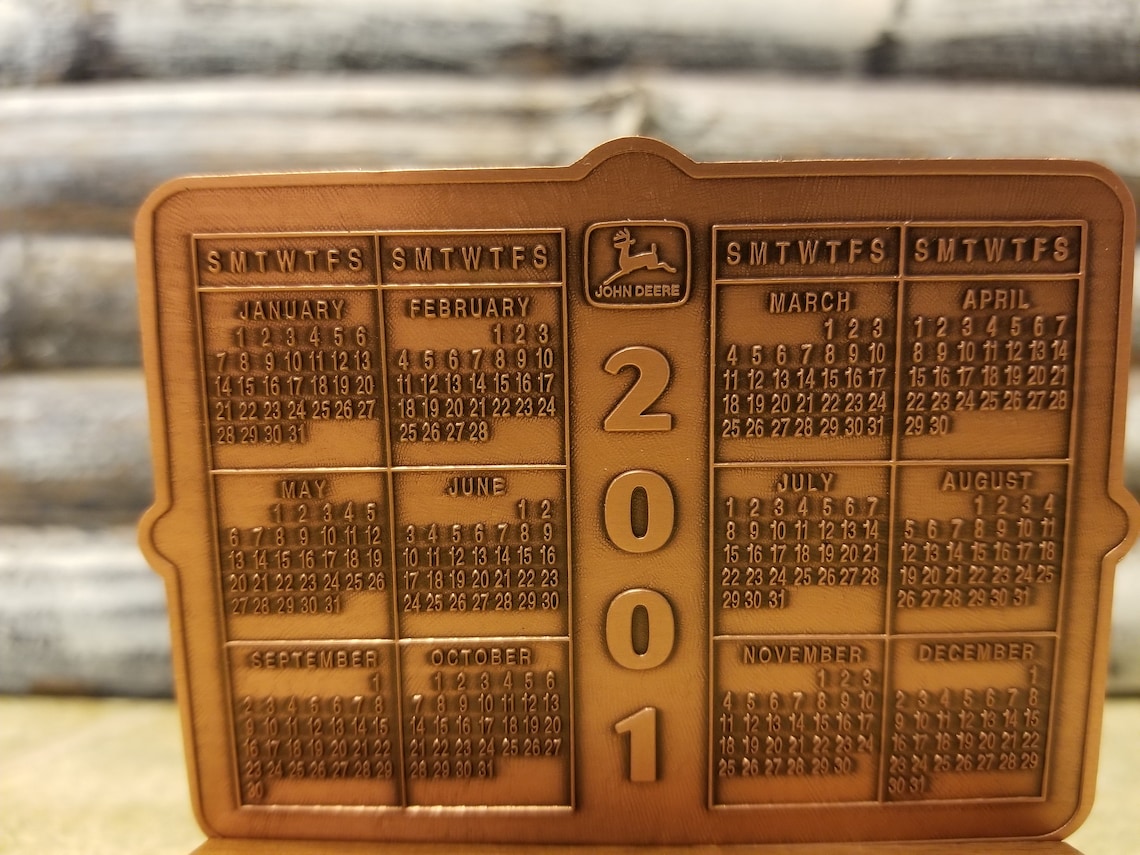 S M T W T F S
JANUARY
1 2 3 4 5 6
7 8 9 10 11 12 13
14 15 16 17 18 19 20
21 22 23 24 25 26 27
28 29 30 31
S M T W T F S
FEBRUARY
1 2 3
4 5 6 7 8 9 10
11 12 13 14 15 16 17
18 19 20 21 22 23 24
25 26 27 28
JOHN DEERE
2
0
0
1
S M T W T F S
MARCH
1 2 3
4 5 6 7 8 9 10
11 12 13 14 15 16 17
18 19 20 21 22 23 24
25 26 27 28 29 30 31
S M T W T F S
APRIL
1 2 3 4 5 6 7
8 9 10 11 12 13 14
15 16 17 18 19 20 21
22 23 24 25 26 27 28
29 30
MAY
1 2 3 4 5
6 7 8 9 10 11 12
13 14 15 16 17 18 19
20 21 22 23 24 25 26
27 28 29 30 31
JUNE
1 2
3 4 5 6 7 8 9
10 11 12 13 14 15 16
17 18 19 20 21 22 23
24 25 26 27 28 29 30
JULY
1 2 3 4 5 6 7
8 9 10 11 12 13 14
15 16 17 18 19 20 21
22 23 24 25 26 27 28
29 30 31
AUGUST
1 2 3 4
5 6 7 8 9 10 11
12 13 14 15 16 17 18
19 20 21 22 23 24 25
26 27 28 29 30 31
SEPTEMBER
1
2 3 4 5 6 7 8
9 10 11 12 13 14 15
16 17 18 19 20 21 22
23 24 25 26 27 28 29
30
OCTOBER
1 2 3 4 5 6
7 8 9 10 11 12 13
14 15 16 17 18 19 20
21 22 23 24 25 26 27
28 29 30 31
NOVEMBER
1 2 3
4 5 6 7 8 9 10
11 12 13 14 15 16 17
18 19 20 21 22 23 24
25 26 27 28 29 30
DECEMBER
1
2 3 4 5 6 7 8
9 10 11 12 13 14 15
16 17 18 19 20 21 22
23 24 25 26 27 28 29
30 31